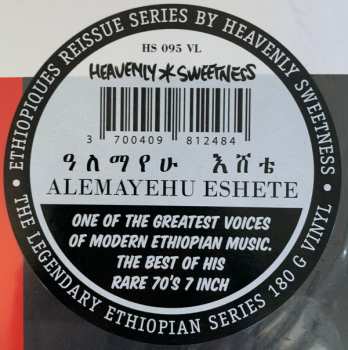 • ETHIOPIQUES REISSUE SERIES BY HEAVENLY SWEETNESS •
THE LEGENDARY ETHIOPIAN SERIES 180 G VINYL
HS 095 VL
HEAVENLY * SWEETNESS
3 700409 812484
ዓለማየሁ እሸቴ
ALEMAYEHU ESHETE
ONE OF THE GREATEST VOICES
OF MODERN ETHIOPIAN MUSIC.
THE BEST OF HIS
RARE 70'S 7 INCH